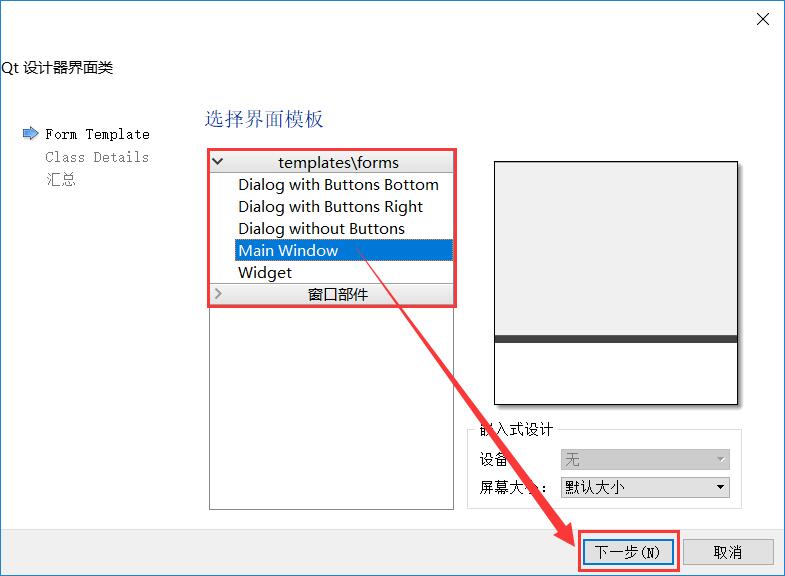 Qt 设计器界面类
选择界面模板
Form Template
Class Details
汇总
templates\forms
Dialog with Buttons Bottom
Dialog with Buttons Right
Dialog without Buttons
Main Window
Widget
窗口部件
嵌入式设计
设备
无
屏幕大小：
默认大小
下一步(N)
取消